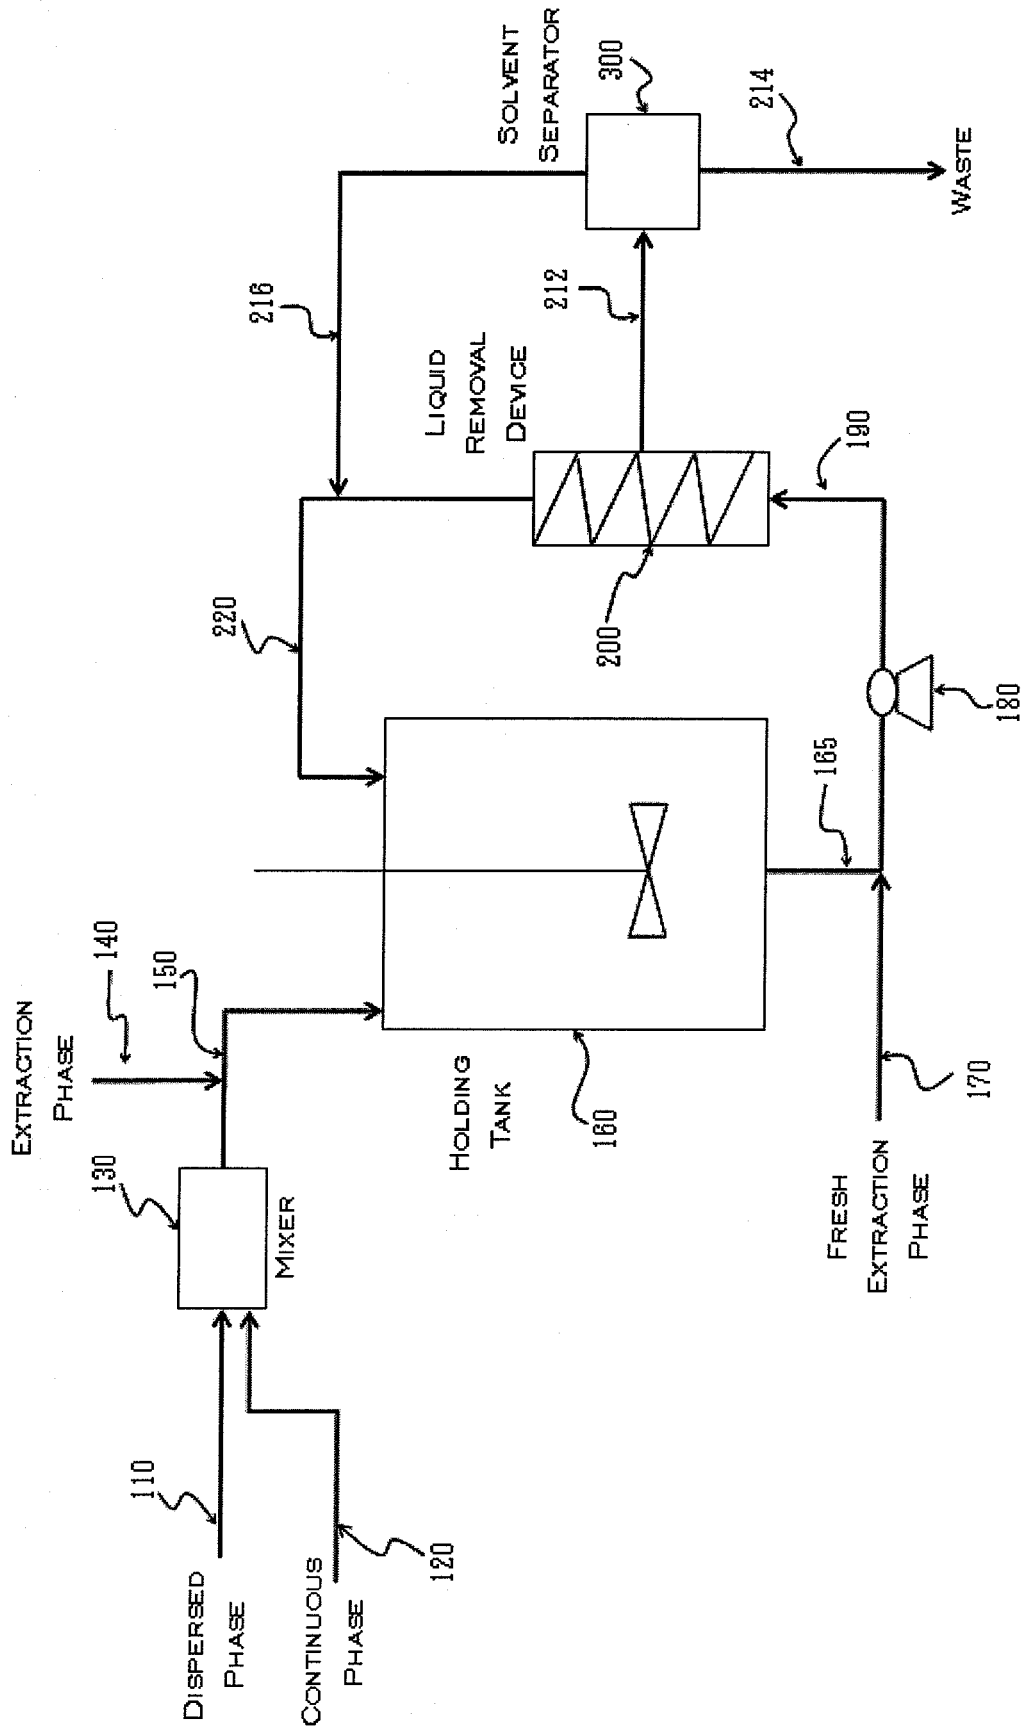 EXTRACTION
PHASE
140
150
130
MIXER
110
DISPERSED
PHASE
120
CONTINUOUS
PHASE
HOLDING
TANK
160
165
FRESH
EXTRACTION
PHASE
170
180
190
200
LIQUID
REMOVAL
DEVICE
220
216
212
SOLVENT
SEPARATOR
300
214
WASTE